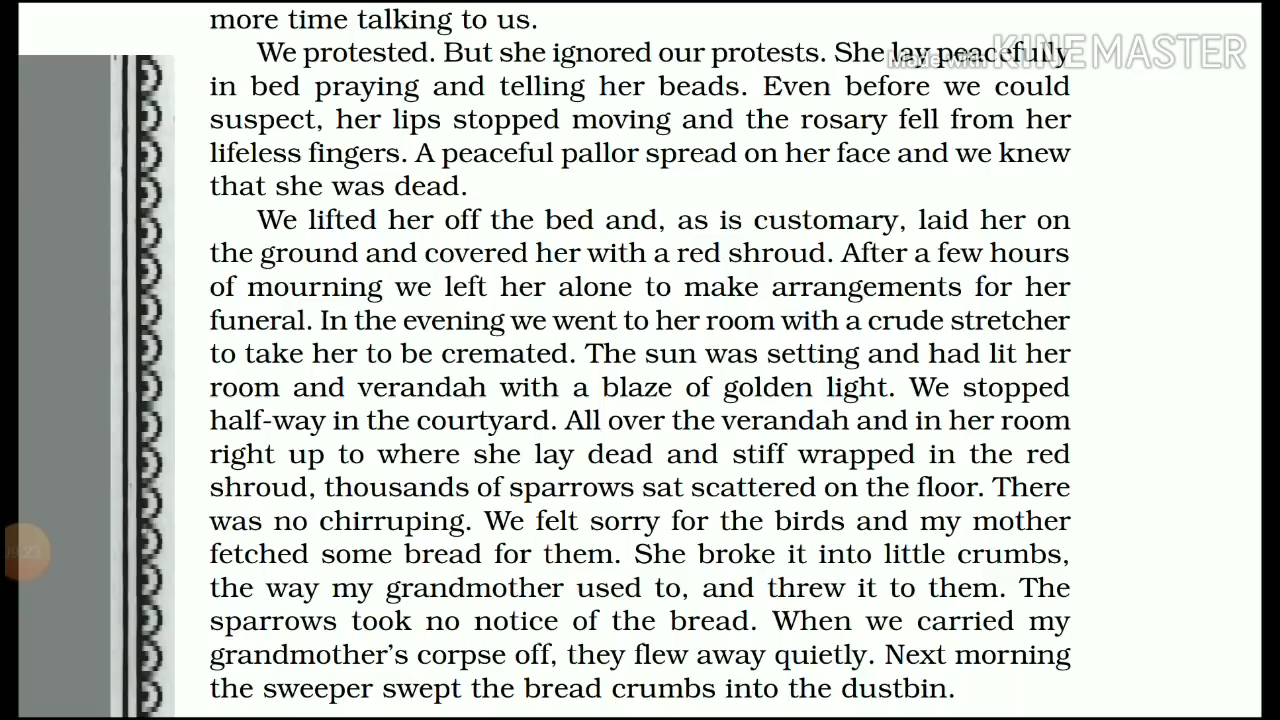 more time talking to us.
We protested. But she ignored our protests. She lay peacefully
Made with KINEMASTER
in bed praying and telling her beads. Even before we could
suspect, her lips stopped moving and the rosary fell from her
lifeless fingers. A peaceful pallor spread on her face and we knew
that she was dead.
We lifted her off the bed and, as is customary, laid her on
the ground and covered her with a red shroud. After a few hours
of mourning we left her alone to make arrangements for her
funeral. In the evening we went to her room with a crude stretcher
to take her to be cremated. The sun was setting and had lit her
room and verandah with a blaze of golden light. We stopped
half-way in the courtyard. All over the verandah and in her room
right up to where she lay dead and stiff wrapped in the red
shroud, thousands of sparrows sat scattered on the floor. There
was no chirruping. We felt sorry for the birds and my mother
fetched some bread for them. She broke it into little crumbs,
the way my grandmother used to, and threw it to them. The
sparrows took no notice of the bread. When we carried my
grandmother's corpse off, they flew away quietly. Next morning
the sweeper swept the bread crumbs into the dustbin.